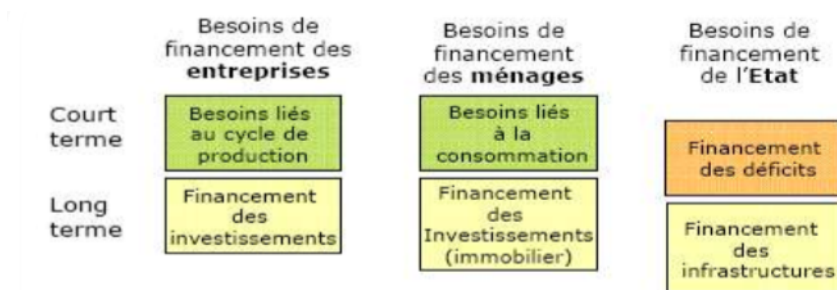 Besoins de
financement des
entreprises
Besoins de
financement
des ménages
Besoins de
financement
de l'Etat
Court
terme
Besoins liés
au cycle de
production
Besoins liés
à la
consommation
Financement
des déficits
Long
terme
Financement
des
investissements
Financement
des
Investissements
(immobilier)
Financement
des
infrastructures